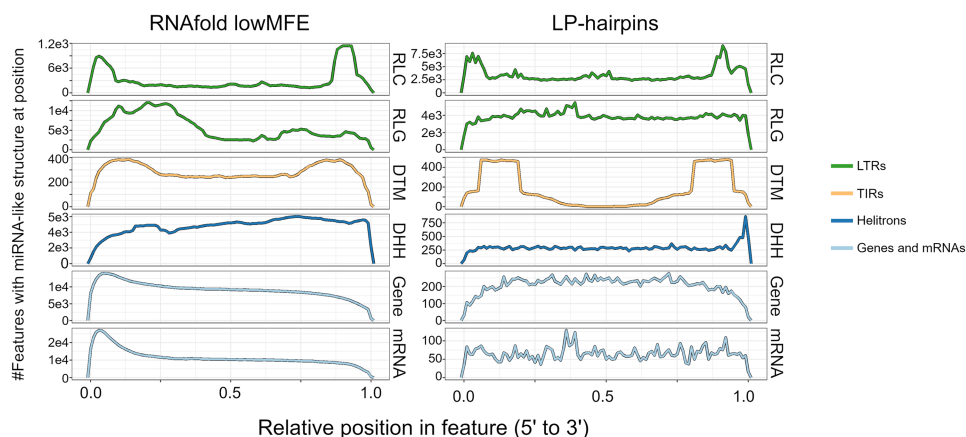 RNAfold lowMFE
LP-hairpins
#Features with miRNA-like structure at position
1.2e3
6e3
0
RLC
7.5e3
5e3
2.5e3
0
RLC
1e4
5e3
0
RLG
4e3
2e3
0
RLG
400
200
0
DTM
400
200
0
DTM
5e3
2e3
0
DHH
750
500
250
0
DHH
1e4
5e3
0
Gene
200
100
0
Gene
2e4
1e4
0
mRNA
100
50
0
mRNA
0.0
0.5
1.0
0.0
0.5
1.0
Relative position in feature (5' to 3')
LTRs
TIRs
Helitrons
Genes and mRNAs